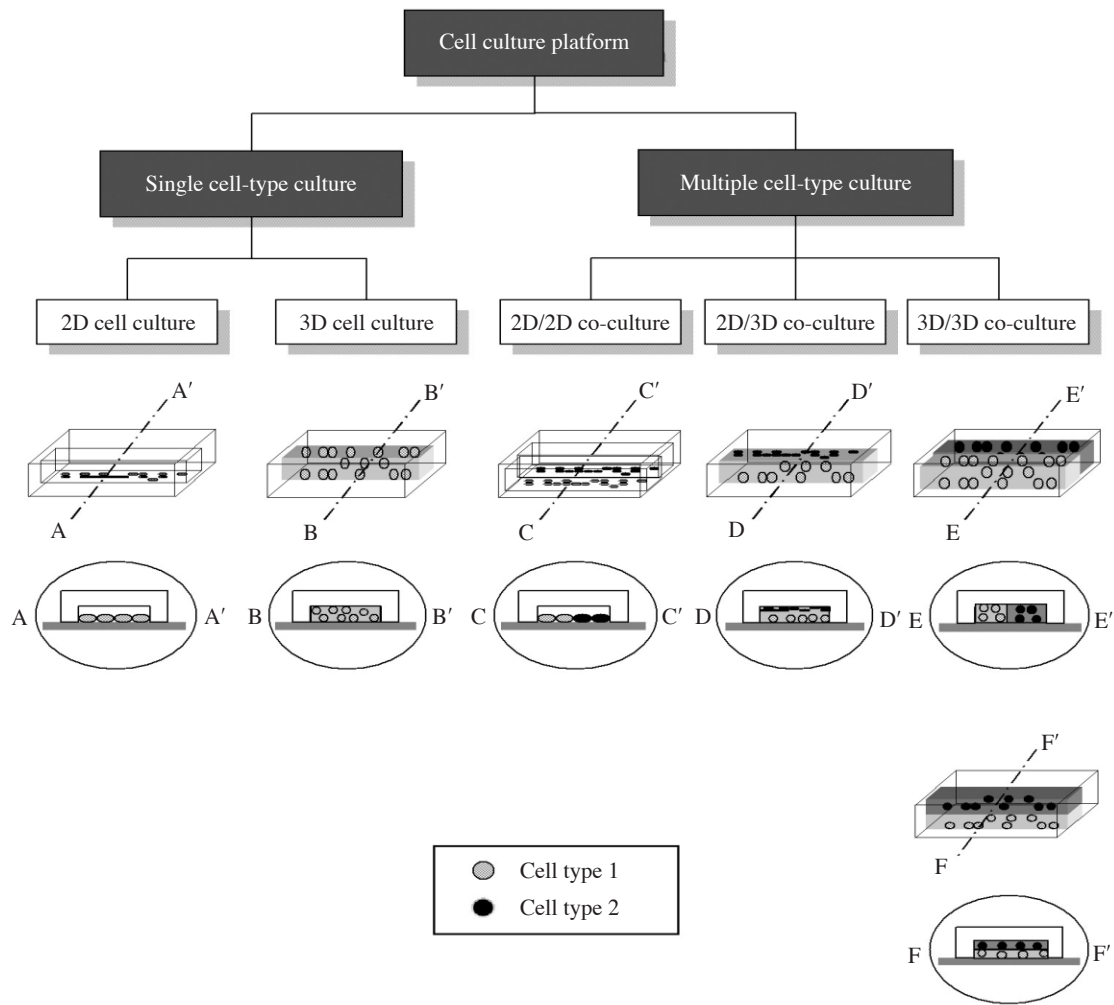 Cell culture platform
Single cell-type culture
Multiple cell-type culture
2D cell culture
3D cell culture
2D/2D co-culture
2D/3D co-culture
3D/3D co-culture
A′
B′
C′
D′
E′
A
B
C
D
E
A
A′
B
B′
C
C′
D
D′
E
E′
F′
F
Cell type 1
Cell type 2
F
F′